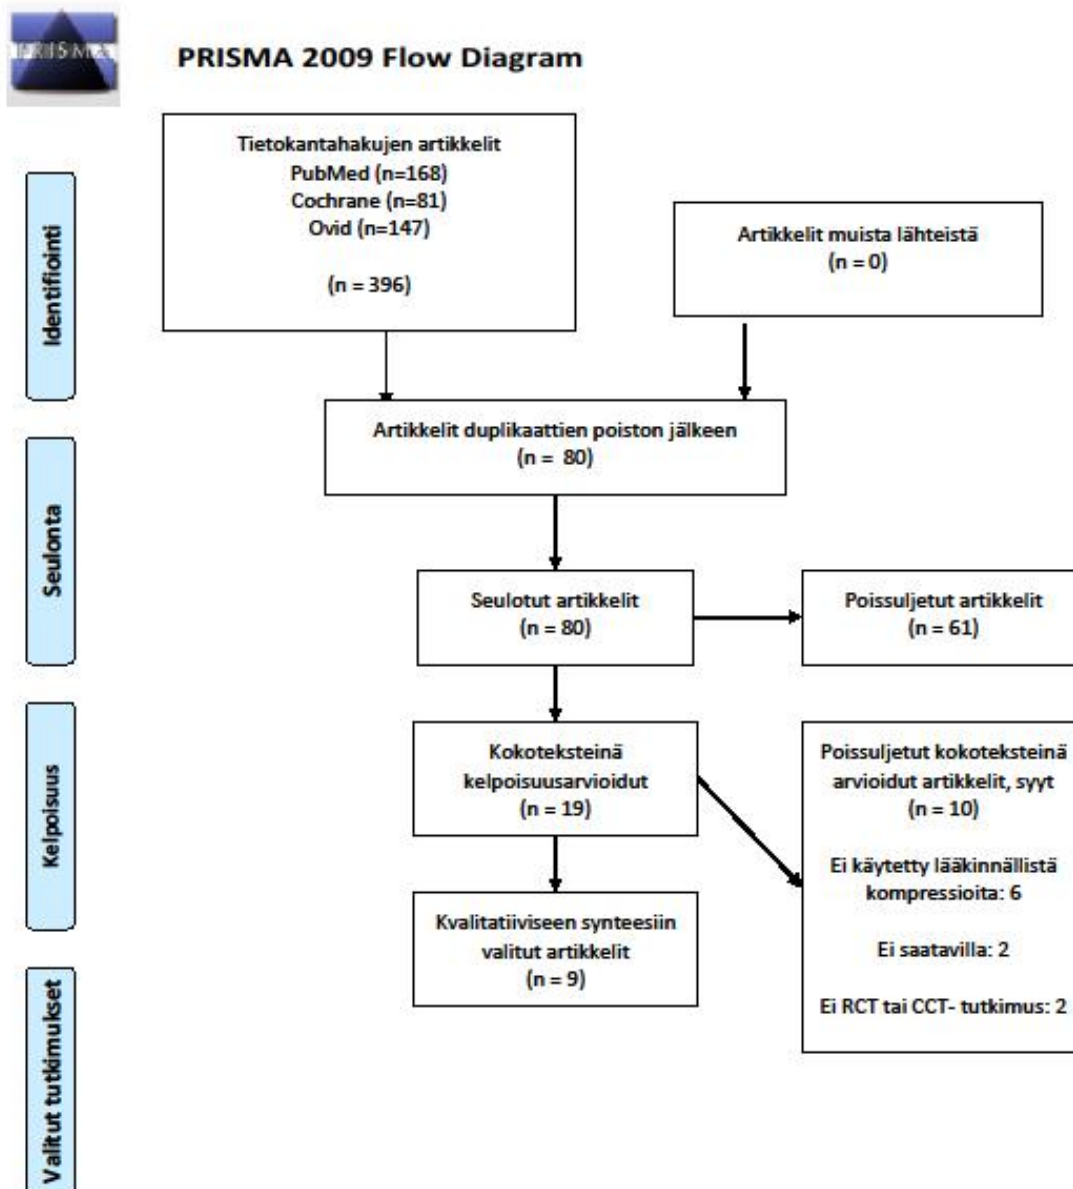 PRISMA
PRISMA 2009 Flow Diagram
Identifiointi
Tietokantahakujen artikkelit
PubMed (n=168)
Cochrane (n=81)
Ovid (n=147)
(n = 396)
Artikkelit muista lähteistä
(n = 0)
Artikkelit duplikaattien poiston jälkeen
(n = 80)
Seulonta
Seulotut artikkelit
(n = 80)
Poissuljetut artikkelit
(n = 61)
Kelpoisuus
Kokoteksteinä
kelpoisuusarvioidut
(n = 19)
Poissuljetut kokoteksteinä
arvioidut artikkelit, syyt
(n = 10)
Ei käytetty lääkinnällistä
kompressioita: 6
Ei saatavilla: 2
Ei RCT tai CCT- tutkimus: 2
Valitut tutkimukset
Kvalitatiiviseen synteesiin
valitut artikkelit
(n = 9)